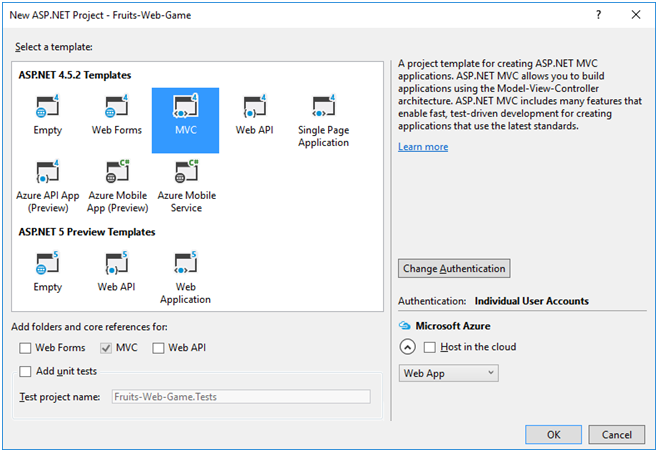 New ASP.NET Project - Fruits-Web-Game
Select a template:
ASP.NET 4.5.2 Templates
Empty
Web Forms
MVC
Web API
Single Page
Application
Azure API App
(Preview)
Azure Mobile
App (Preview)
Azure Mobile
Service
ASP.NET 5 Preview Templates
Empty
Web API
Web
Application
A project template for creating ASP.NET MVC
applications. ASP.NET MVC allows you to build
applications using the Model-View-Controller
architecture. ASP.NET MVC includes many features that
enable fast, test-driven development for creating
applications that use the latest standards.
Learn more
Change Authentication
Authentication: Individual User Accounts
Microsoft Azure
Host in the cloud
Web App
Add folders and core references for:
Web Forms
MVC
Web API
Add unit tests
Test project name: Fruits-Web-Game.Tests
OK
Cancel